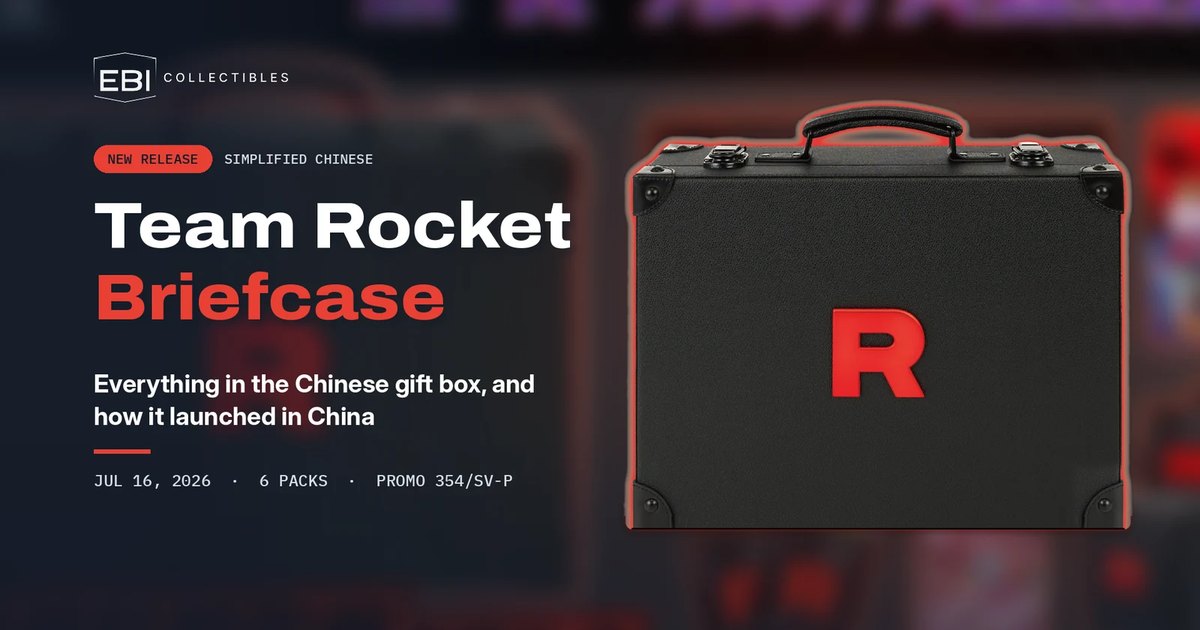 EBI COLLECTIBLES
NEW RELEASE SIMPLIFIED CHINESE
Team Rocket
Briefcase
Everything in the Chinese gift box, and
how it launched in China
JUL 16, 2026 · 6 PACKS · PROMO 354/SV-P
R